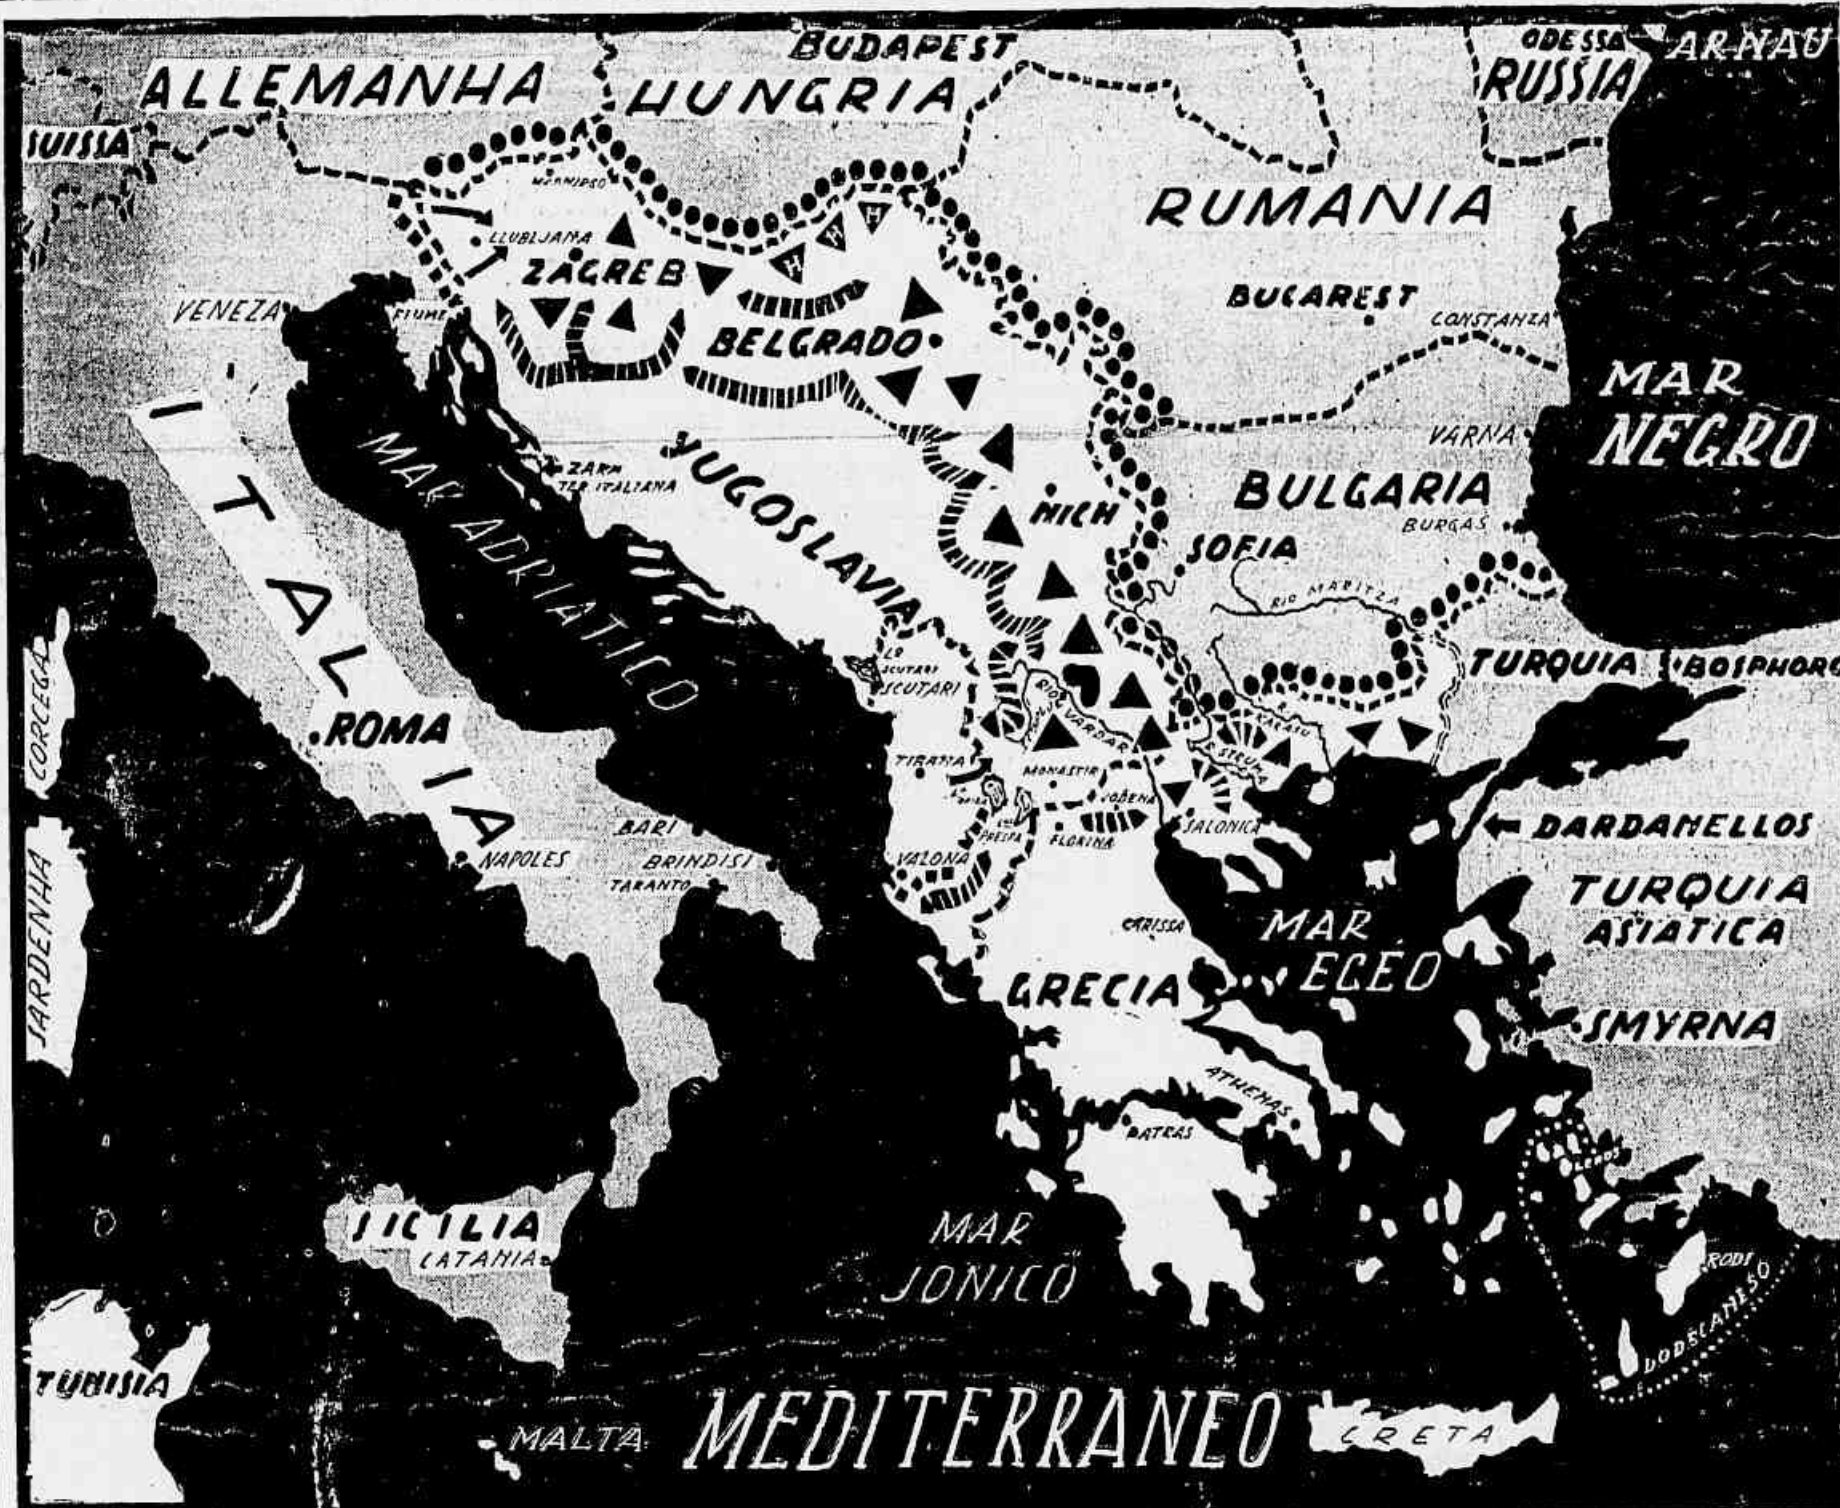 BUDAPEST
ODESSA
ARNAU
ALLEMANHA
HUNGRIA
RUSSIA
SUISSA
RUMANIA
LLUBLJANA
ZAGREB
VENEZA
FIUME
BUCAREST
CONSTANZA
BELGRADO
MAR
NEGRO
ITALIA
MAR ADRIATICO
ZARA
TER ITALIANA
YUGOSLAVIA
VARNA
BULGARIA
BURGAS
NICH
SOFIA
RIO MARITZA
CORCEGA
LO
SCUTARI
SCUTARI
TURQUIA
BOSPHORO
ROMA
RIO VARDAR
R. STRUMA
TIRANA
MONASTIR
PRESPA
FLORINA
SALONICA
DARDANELLOS
BARI
NAPOLES
BRINDISI
TARANTO
VALONA
TURQUIA
ASIATICA
SARDENHA
LARISSA
MAR
EGEO
GRECIA
SMYRNA
ATHENAS
PATRAS
LEROS
SICILIA
CATANIA
MAR
JONICO
RODI
DODECANESO
TUNISIA
MALTA
MEDITERRANEO
CRETA
H
H
H